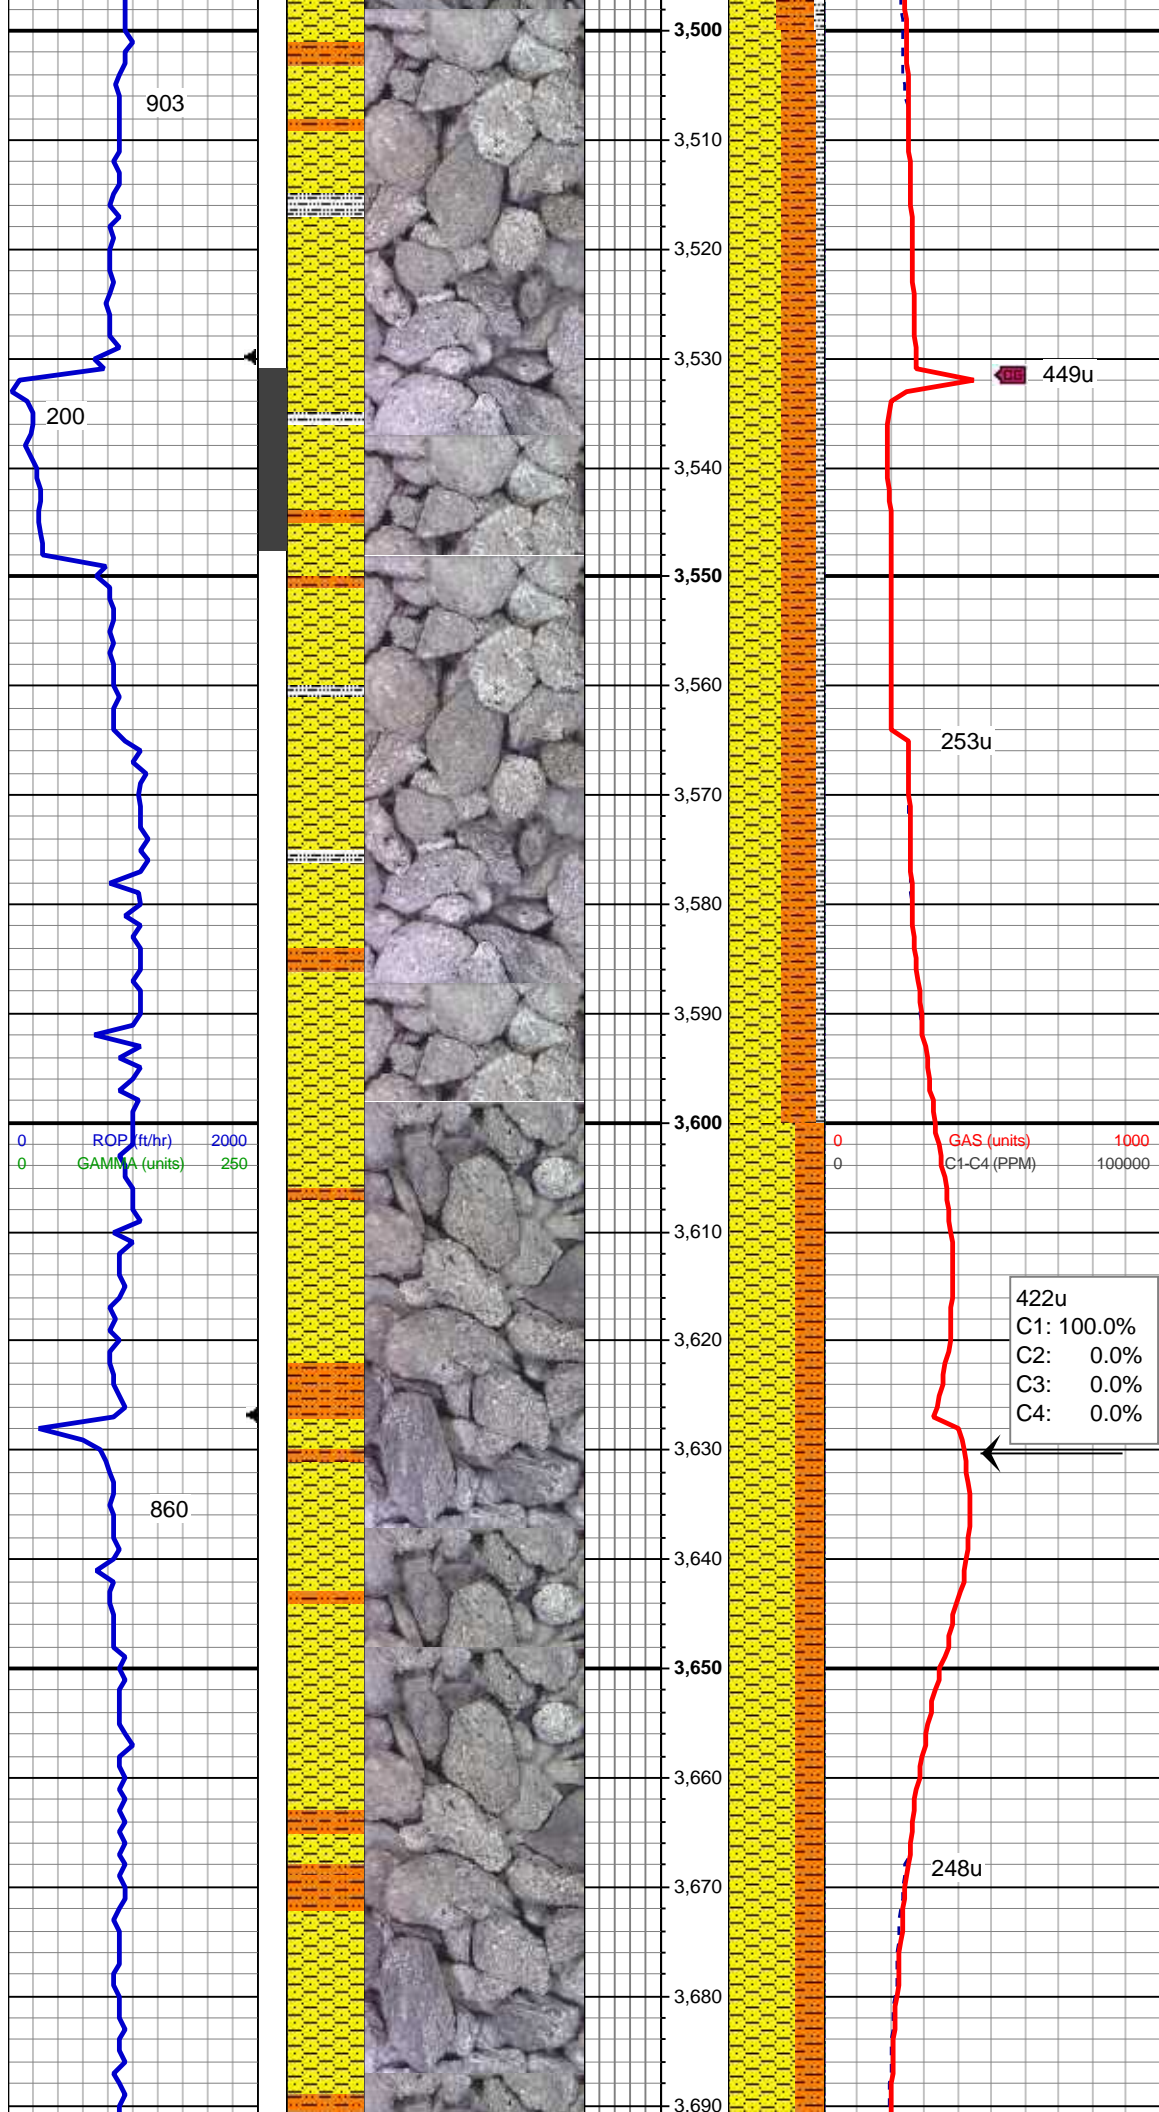 3,500
903
3,510
3,520
3,530
CG 449u
200
3,540
3,550
3,560
253u
3,570
3,580
3,590
3,600
0 ROP (ft/hr) 2000
0 GAS (units) 1000
0 GAMMA (units) 250
0 C1-C4 (PPM) 100000
3,610
422u
C1: 100.0%
C2: 0.0%
C3: 0.0%
C4: 0.0%
3,620
3,630
860
3,640
3,650
3,660
248u
3,670
3,680
3,690